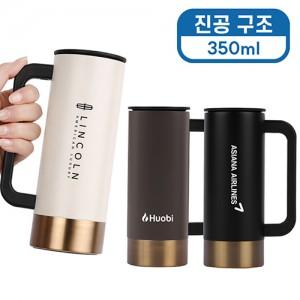 진공 구조
350ml
LINCOLN
Huobi
ASIANA AIRLINES